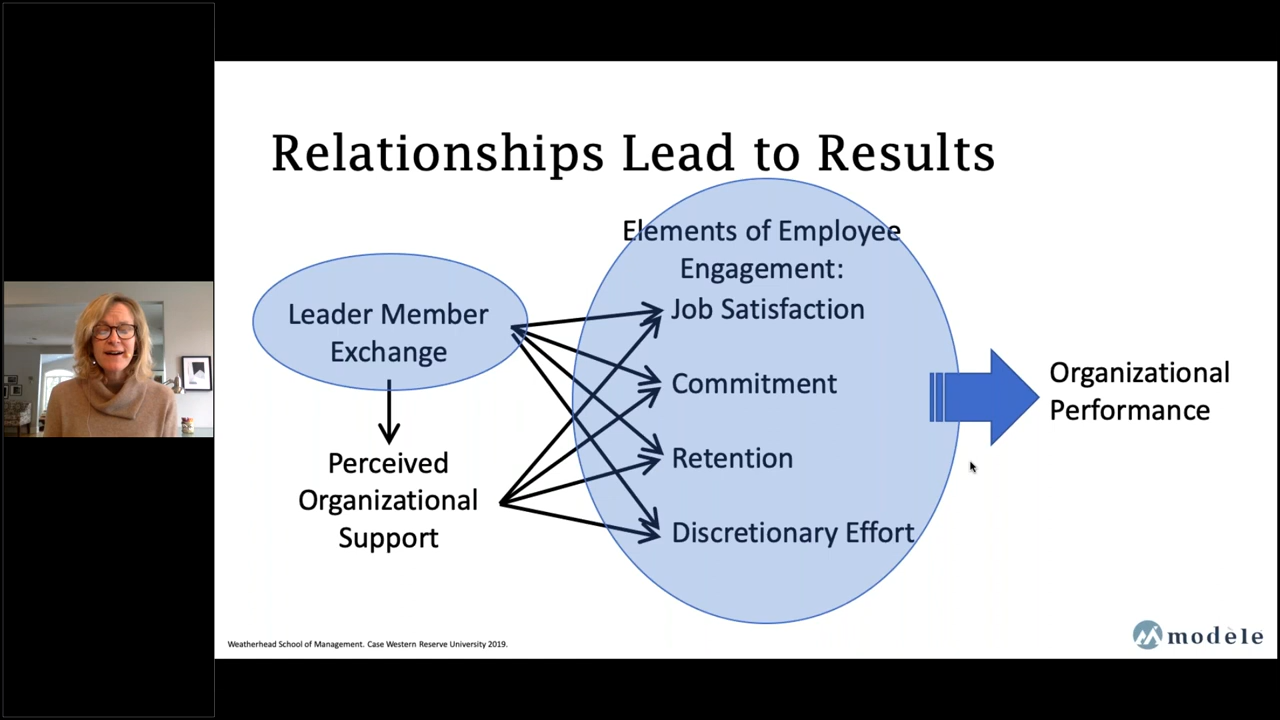 Relationships Lead to Results
Elements of Employee
Engagement:
Leader Member
Exchange
Job Satisfaction
Commitment
Retention
Discretionary Effort
Perceived
Organizational
Support
Organizational
Performance
Weatherhead School of Management. Case Western Reserve University 2019.
modèle